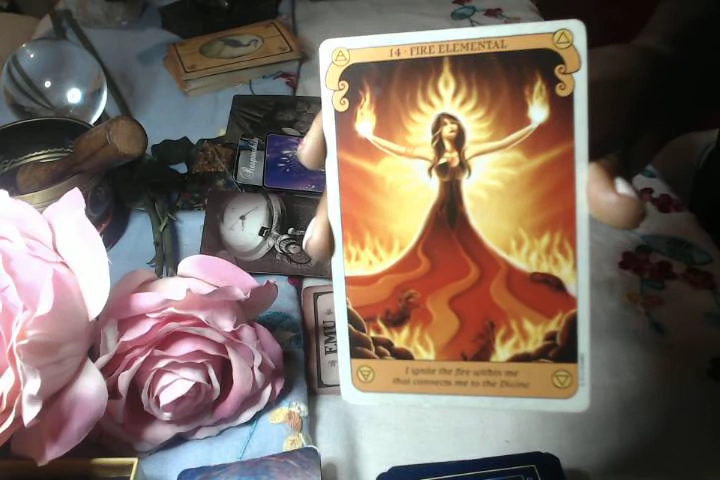 14 - FIRE ELEMENTAL
I ignite the fire within me
that connects me to the Divine
EMU